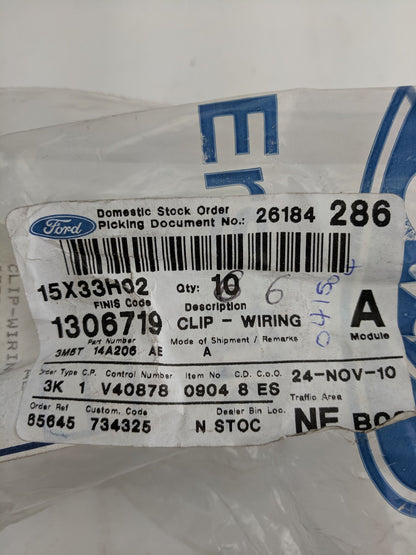 En
Ford
Domestic Stock Order
Picking Document No.: 26184 286
15X33H02 Qty: 10 6
FINIS Code Description
1306719 CLIP - WIRING A
Part Number Mode of Shipment / Remarks Module
3M5T 14A206 AE A
Order Type C.P. Control Number Item No C.D. C.o.O. 24-NOV-10
3K 1 V40878 0904 8 ES Traffic Area
Order Ref Custom. Code Dealer Bin Loc.
65645 734325 N STOC NE
CLIP-WIRIN